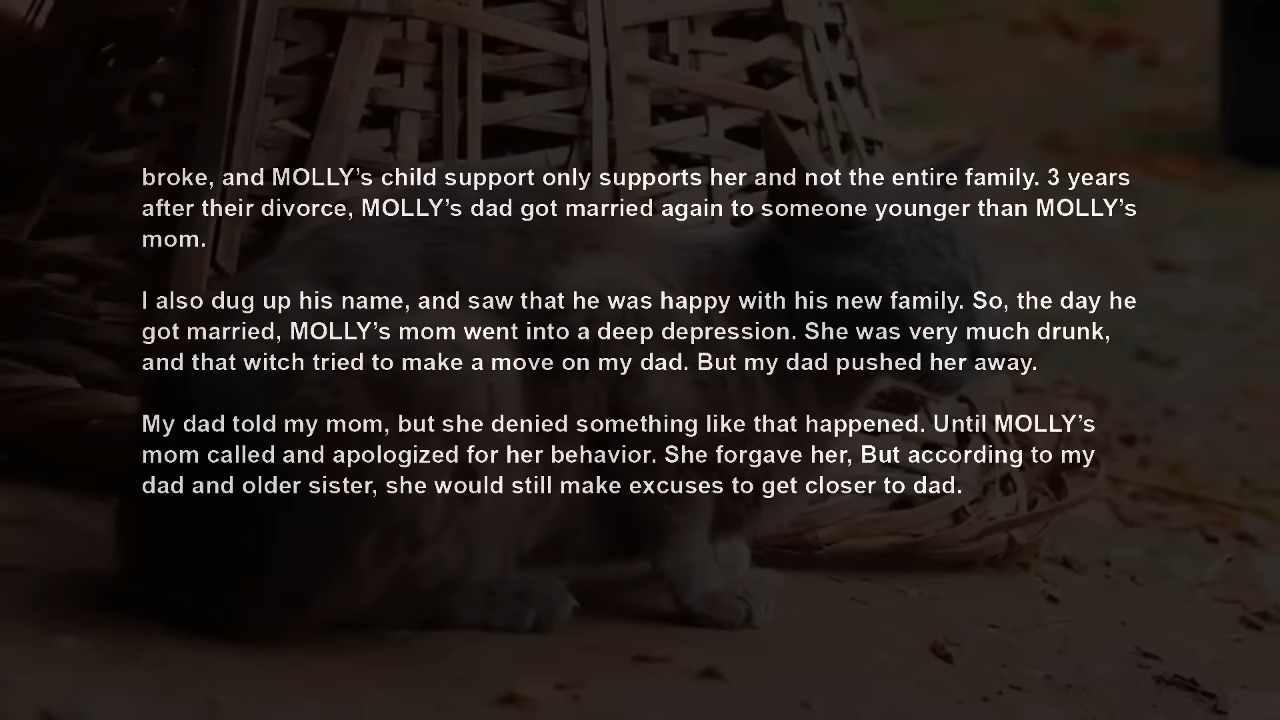 broke, and MOLLY's child support only supports her and not the entire family. 3 years
after their divorce, MOLLY's dad got married again to someone younger than MOLLY's
mom.
I also dug up his name, and saw that he was happy with his new family. So, the day he
got married, MOLLY's mom went into a deep depression. She was very much drunk,
and that witch tried to make a move on my dad. But my dad pushed her away.
My dad told my mom, but she denied something like that happened. Until MOLLY's
mom called and apologized for her behavior. She forgave her, But according to my
dad and older sister, she would still make excuses to get closer to dad.